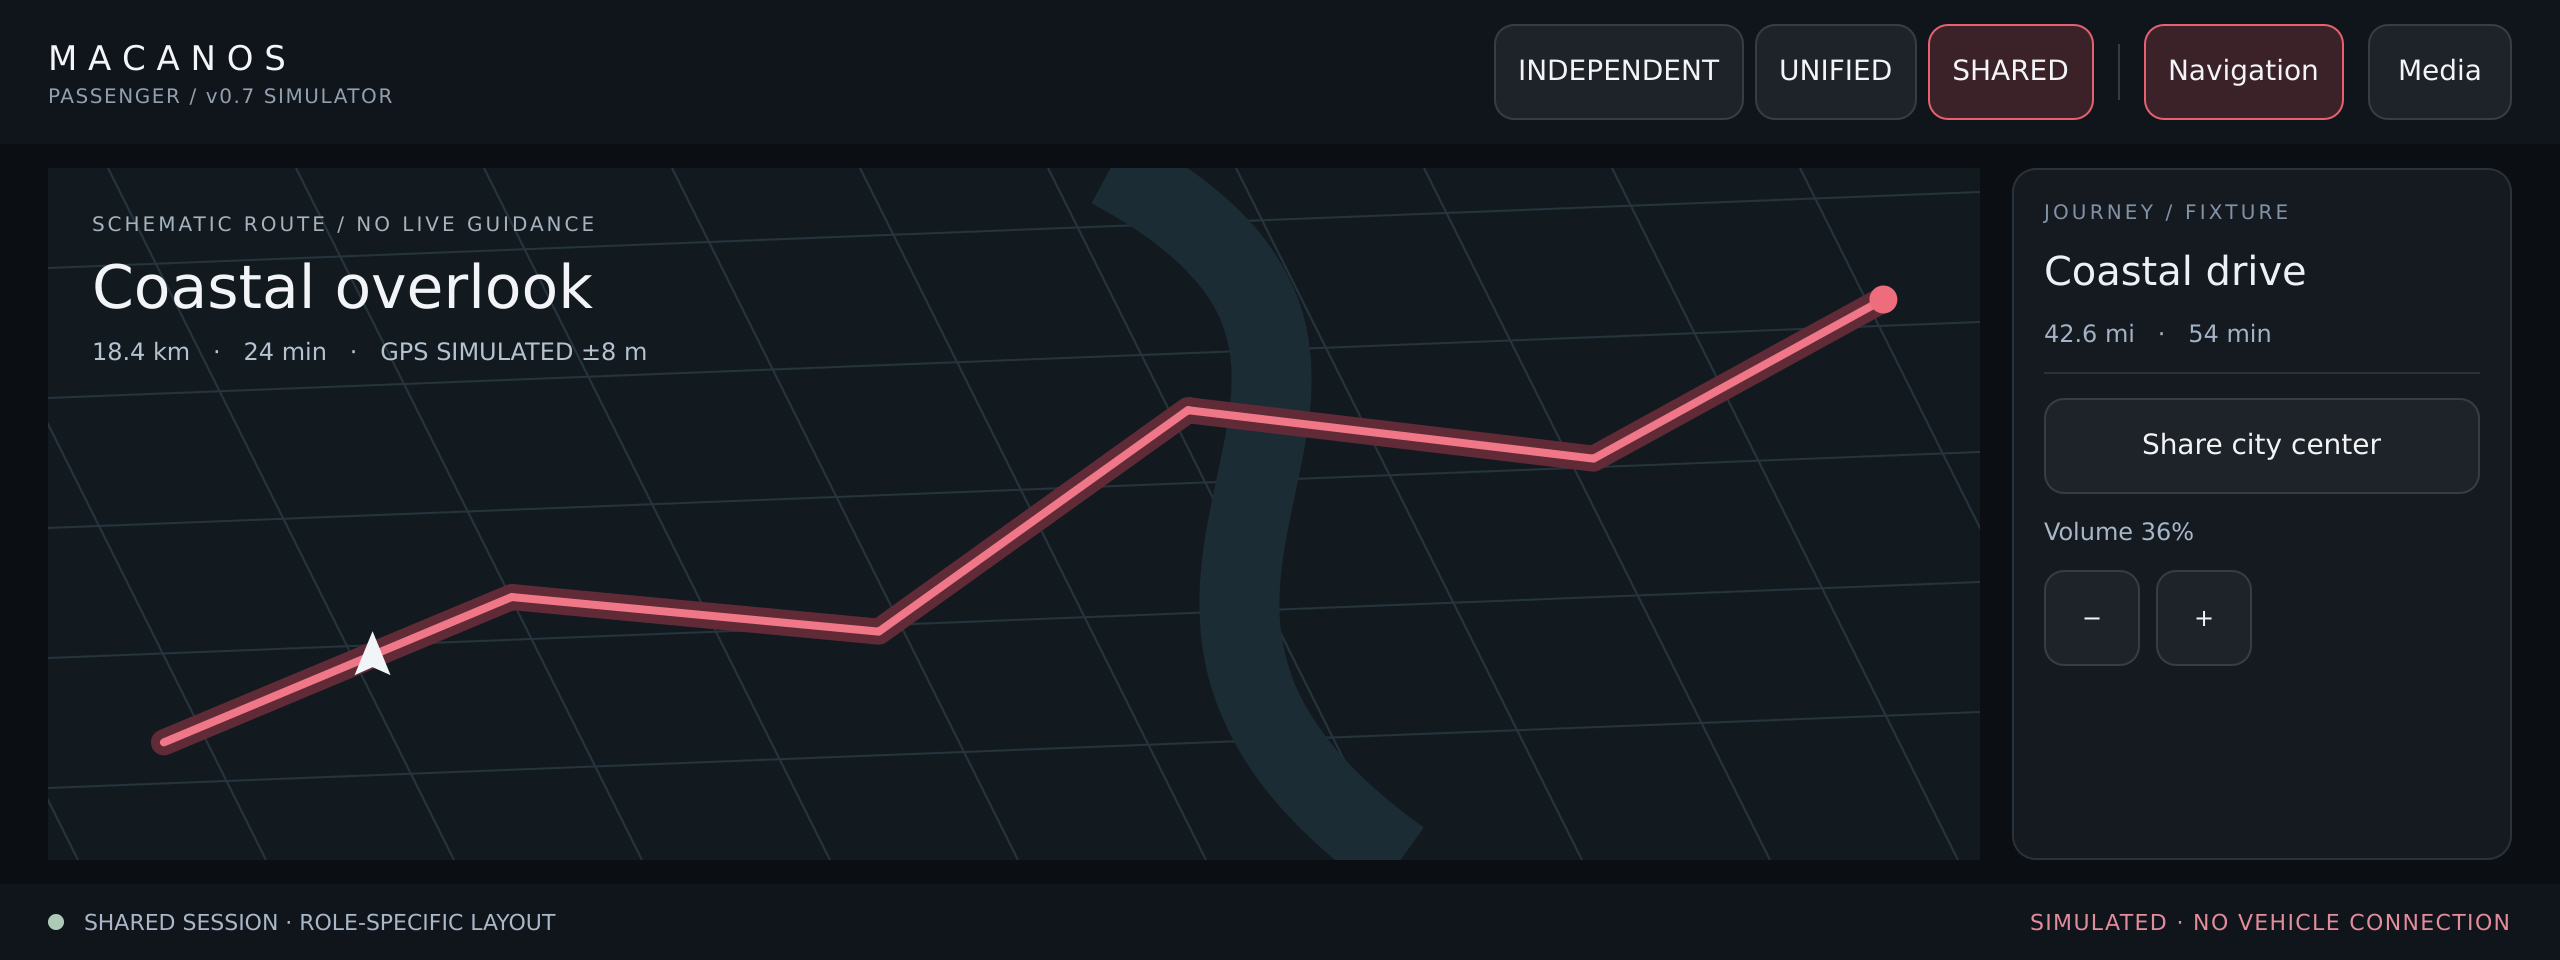 MACANOS
PASSENGER / v0.7 SIMULATOR
INDEPENDENT
UNIFIED
SHARED
Navigation
Media
SCHEMATIC ROUTE / NO LIVE GUIDANCE
Coastal overlook
18.4 km · 24 min · GPS SIMULATED ±8 m
JOURNEY / FIXTURE
Coastal drive
42.6 mi · 54 min
Share city center
Volume 36%
− +
SHARED SESSION · ROLE-SPECIFIC LAYOUT
SIMULATED · NO VEHICLE CONNECTION